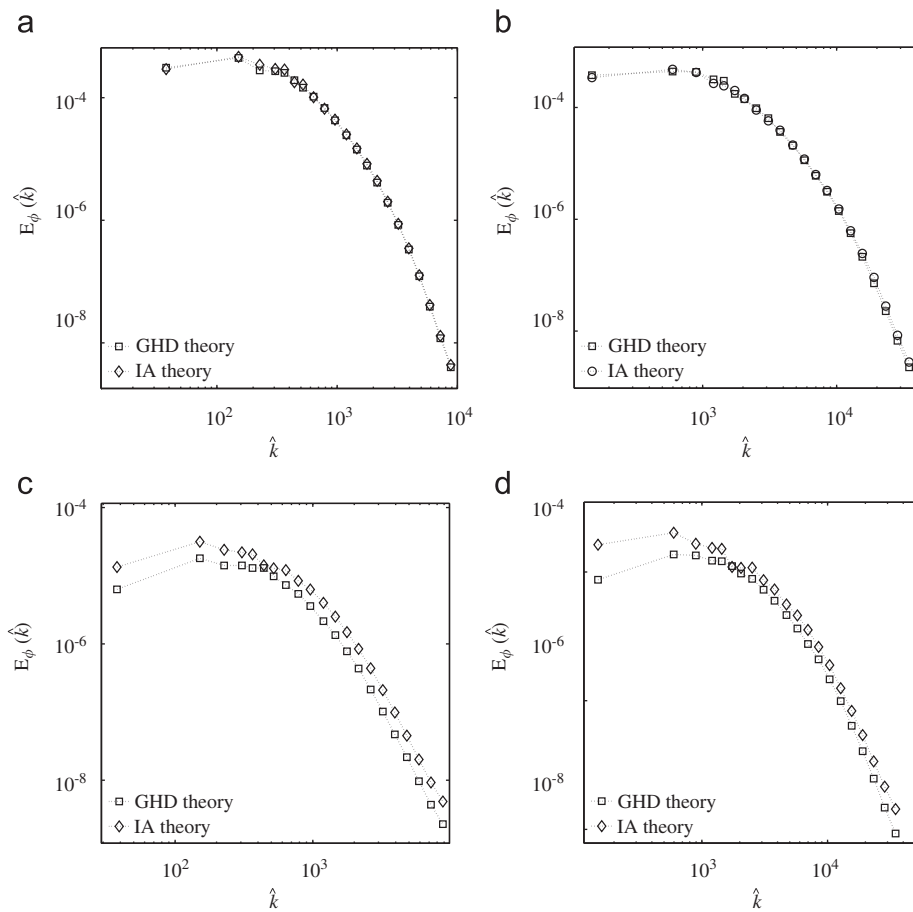 a
E_ϕ (k̂)
10^-4
10^-6
10^-8
GHD theory
IA theory
10^2
10^3
10^4
k̂
b
E_ϕ (k̂)
10^-4
10^-6
10^-8
GHD theory
IA theory
10^3
10^4
k̂
c
E_ϕ (k̂)
10^-4
10^-6
10^-8
GHD theory
IA theory
10^2
10^3
k̂
d
E_ϕ (k̂)
10^-4
10^-6
10^-8
GHD theory
IA theory
10^3
10^4
k̂